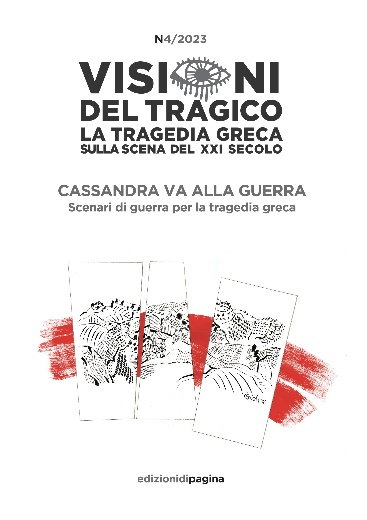 N4/2023
VISIONI
DEL TRAGICO
LA TRAGEDIA GRECA
SULLA SCENA DEL XXI SECOLO
CASSANDRA VA ALLA GUERRA
Scenari di guerra per la tragedia greca
edizionidipagina